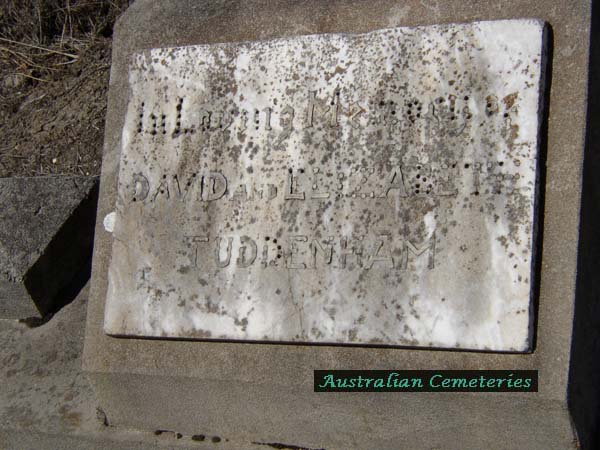 In Loving Memory of
DAVID AND ELIZABETH
TUDDENHAM
Australian Cemeteries